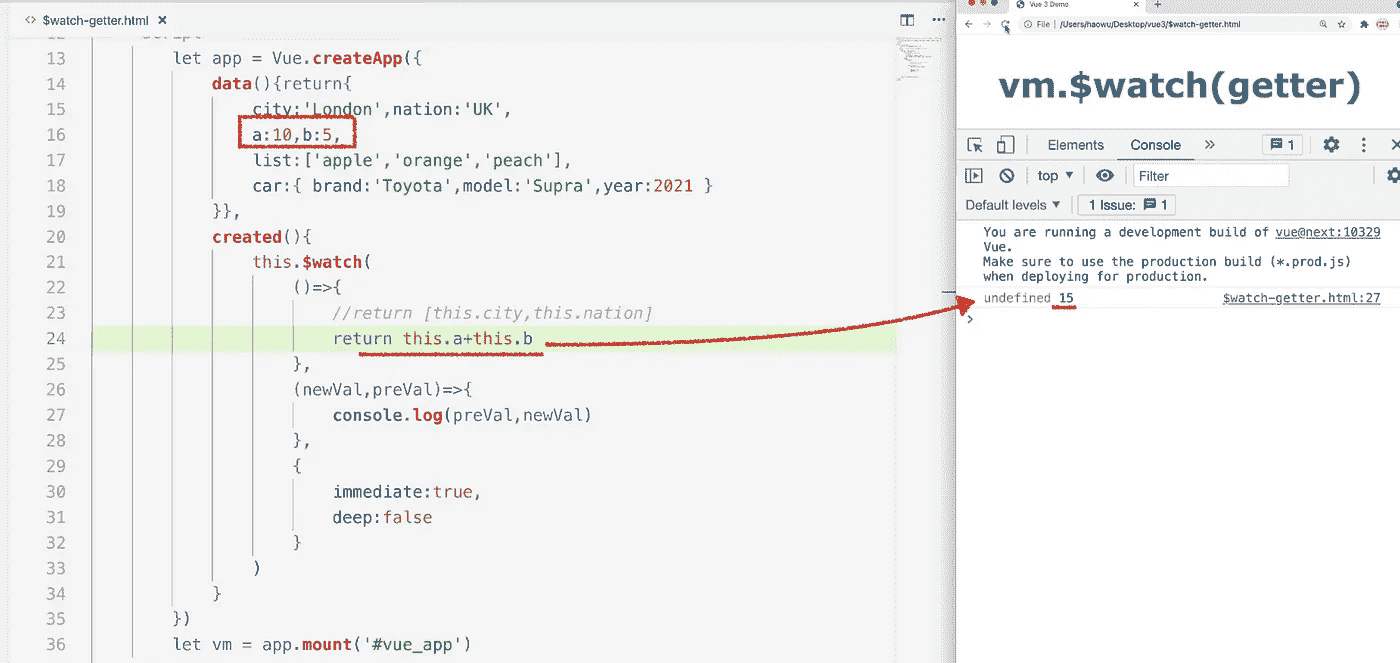 $watch-getter.html
13 let app = Vue.createApp({
14 data(){return{
15 city:'London',nation:'UK',
16 a:10,b:5,
17 list:['apple','orange','peach'],
18 car:{ brand:'Toyota',model:'Supra',year:2021 }
19 }},
20 created(){
21 this.$watch(
22 ()=>{
23 //return [this.city,this.nation]
24 return this.a+this.b
25 },
26 (newVal,preVal)=>{
27 console.log(preVal,newVal)
28 },
29 {
30 immediate:true,
31 deep:false
32 }
33 )
34 }
35 })
36 let vm = app.mount('#vue_app')
Vue 3 Demo
File | /Users/haowu/Desktop/vue3/$watch-getter.html
vm.$watch(getter)
Elements Console » 1
top Filter
Default levels 1 Issue: 1
You are running a development build of vue@next:10329
Vue.
Make sure to use the production build (*.prod.js)
when deploying for production.
undefined 15 $watch-getter.html:27
>